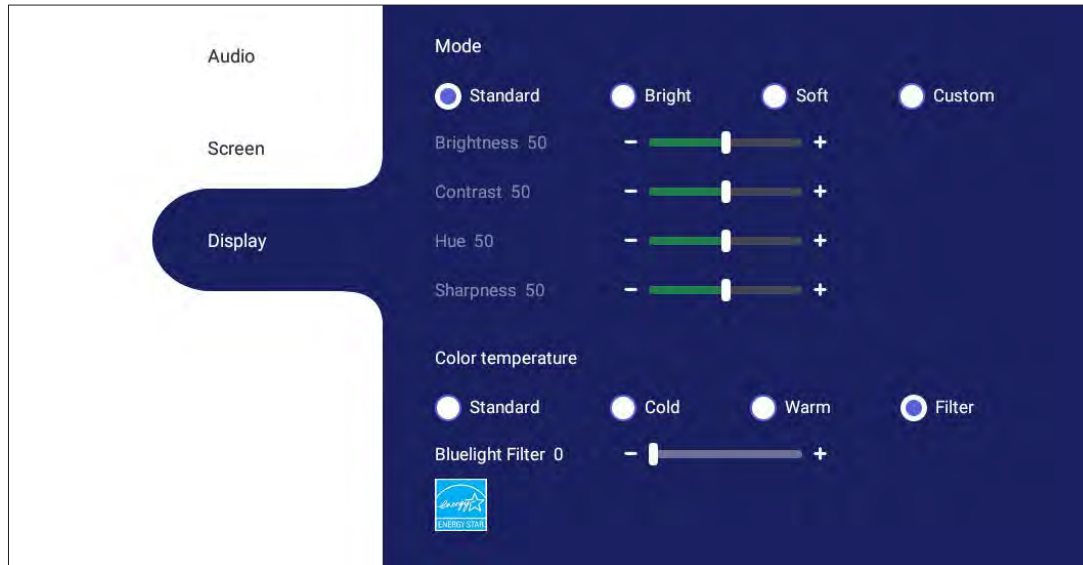 Audio
Screen
Display
Mode
Standard Bright Soft Custom
Brightness 50 - +
Contrast 50 - +
Hue 50 - +
Sharpness 50 - +
Color temperature
Standard Cold Warm Filter
Bluelight Filter 0 - +
energy
ENERGY STAR